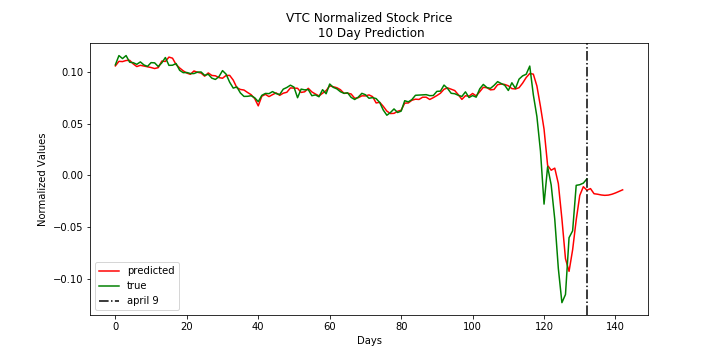 VTC Normalized Stock Price
10 Day Prediction
Normalized Values
0.10
0.05
0.00
−0.05
−0.10
predicted
true
april 9
0 20 40 60 80 100 120 140
Days